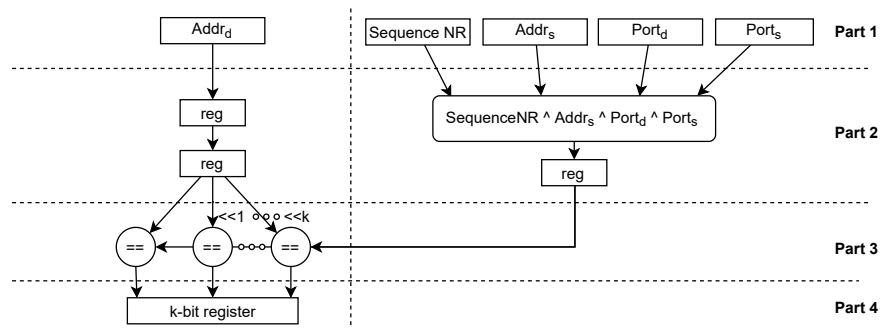 Addr_d
Sequence NR
Addr_s
Port_d
Port_s
Part 1
reg
SequenceNR ^ Addr_s ^ Port_d ^ Port_s
Part 2
reg
reg
<<1
<<k
==
==
==
Part 3
k-bit register
Part 4